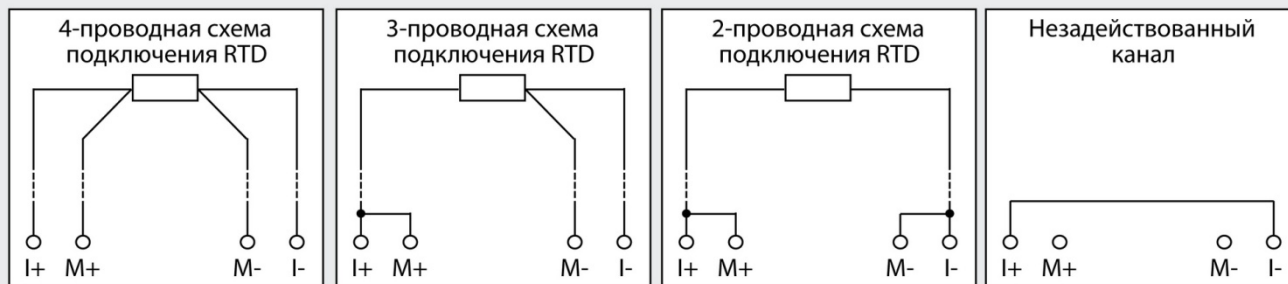 4-проводная схема
подключения RTD
I+ M+ M- I-
3-проводная схема
подключения RTD
I+ M+ M- I-
2-проводная схема
подключения RTD
I+ M+ M- I-
Незадействованный
канал
I+ M+ M- I-